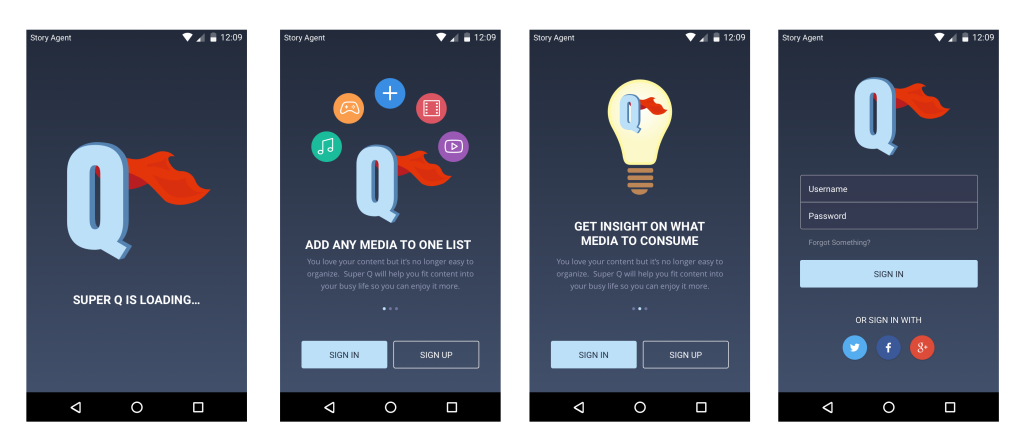 Story Agent
12:09
Q
SUPER Q IS LOADING...
Story Agent
12:09
Q
ADD ANY MEDIA TO ONE LIST
You love your content but it's no longer easy to
organize. Super Q will help you fit content into
your busy life so you can enjoy it more.
SIGN IN
SIGN UP
Story Agent
12:09
Q
GET INSIGHT ON WHAT
MEDIA TO CONSUME
You love your content but it's no longer easy to
organize. Super Q will help you fit content into
your busy life so you can enjoy it more.
SIGN IN
SIGN UP
Story Agent
12:09
Q
Username
Password
Forgot Something?
SIGN IN
OR SIGN IN WITH
f
8+